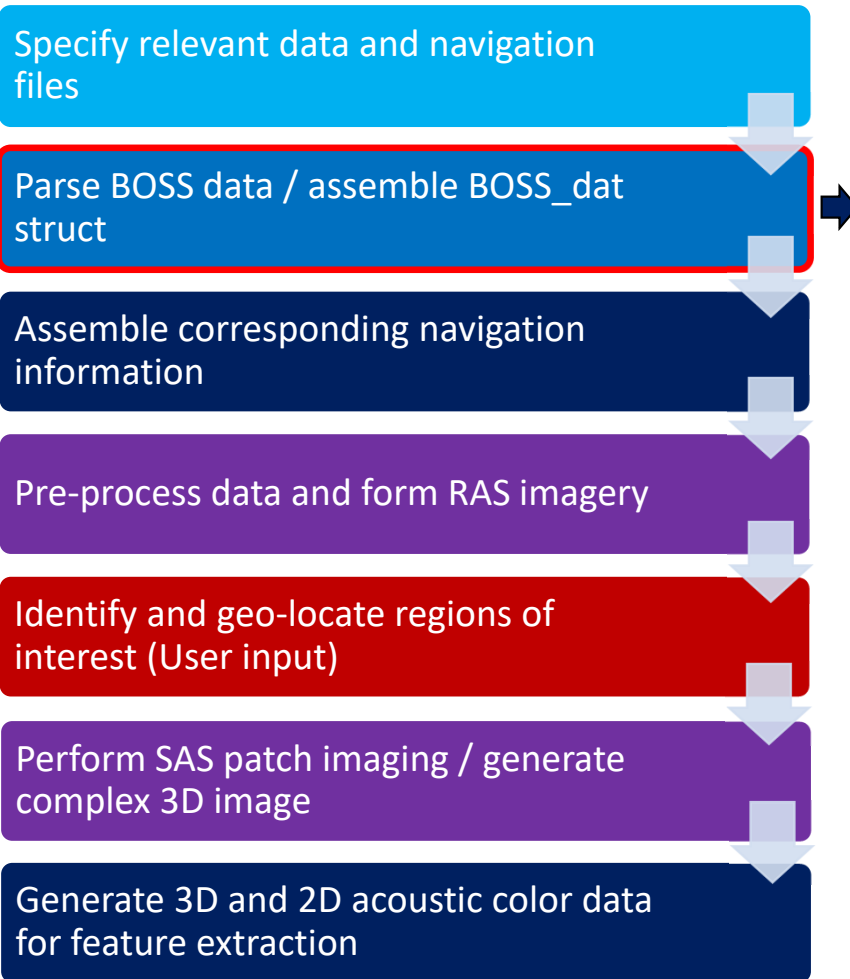 Specify relevant data and navigation
files
Parse BOSS data / assemble BOSS_dat
struct
Assemble corresponding navigation
information
Pre-process data and form RAS imagery
Identify and geo-locate regions of
interest (User input)
Perform SAS patch imaging / generate
complex 3D image
Generate 3D and 2D acoustic color data
for feature extraction